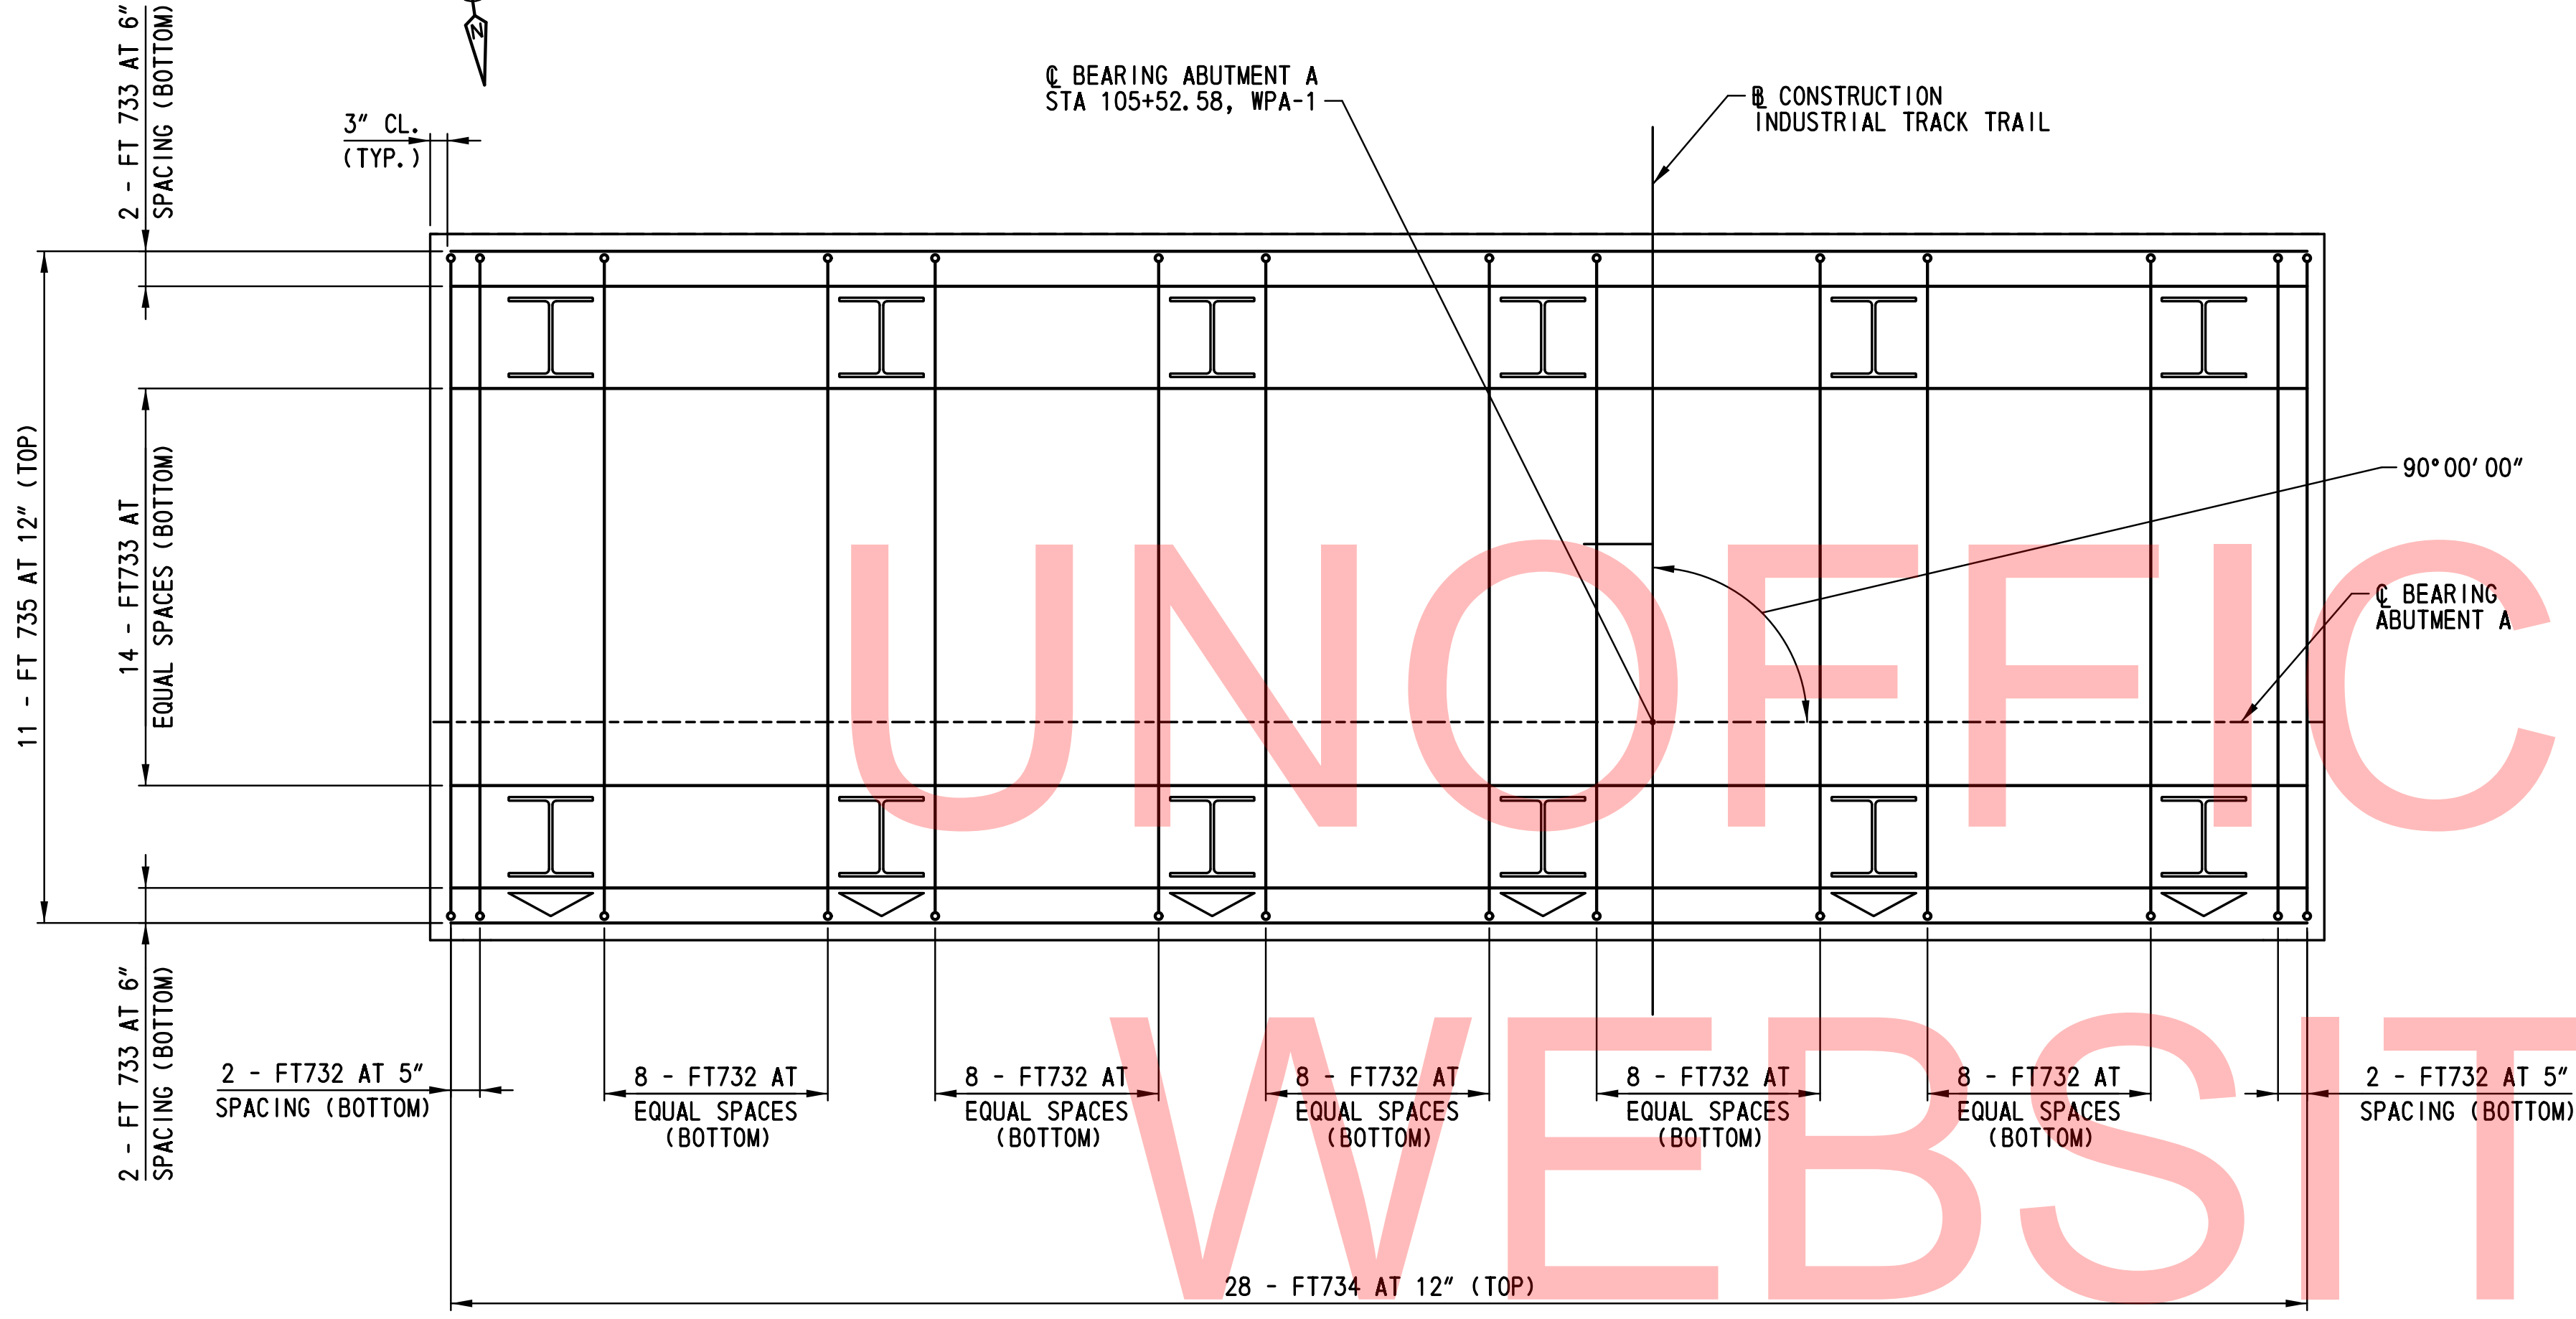 N
2 - FT 733 AT 6"
SPACING (BOTTOM)
3" CL.
(TYP.)
℄ BEARING ABUTMENT A
STA 105+52.58, WPA-1
BL CONSTRUCTION
INDUSTRIAL TRACK TRAIL
11 - FT 735 AT 12" (TOP)
14 - FT733 AT
EQUAL SPACES (BOTTOM)
90°00'00"
℄ BEARING
ABUTMENT A
UNOFFIC
2 - FT 733 AT 6"
SPACING (BOTTOM)
2 - FT732 AT 5"
SPACING (BOTTOM)
8 - FT732 AT
EQUAL SPACES
(BOTTOM)
8 - FT732 AT
EQUAL SPACES
(BOTTOM)
8 - FT732 AT
EQUAL SPACES
(BOTTOM)
8 - FT732 AT
EQUAL SPACES
(BOTTOM)
8 - FT732 AT
EQUAL SPACES
(BOTTOM)
2 - FT732 AT 5"
SPACING (BOTTOM)
WEBSIT
28 - FT734 AT 12" (TOP)